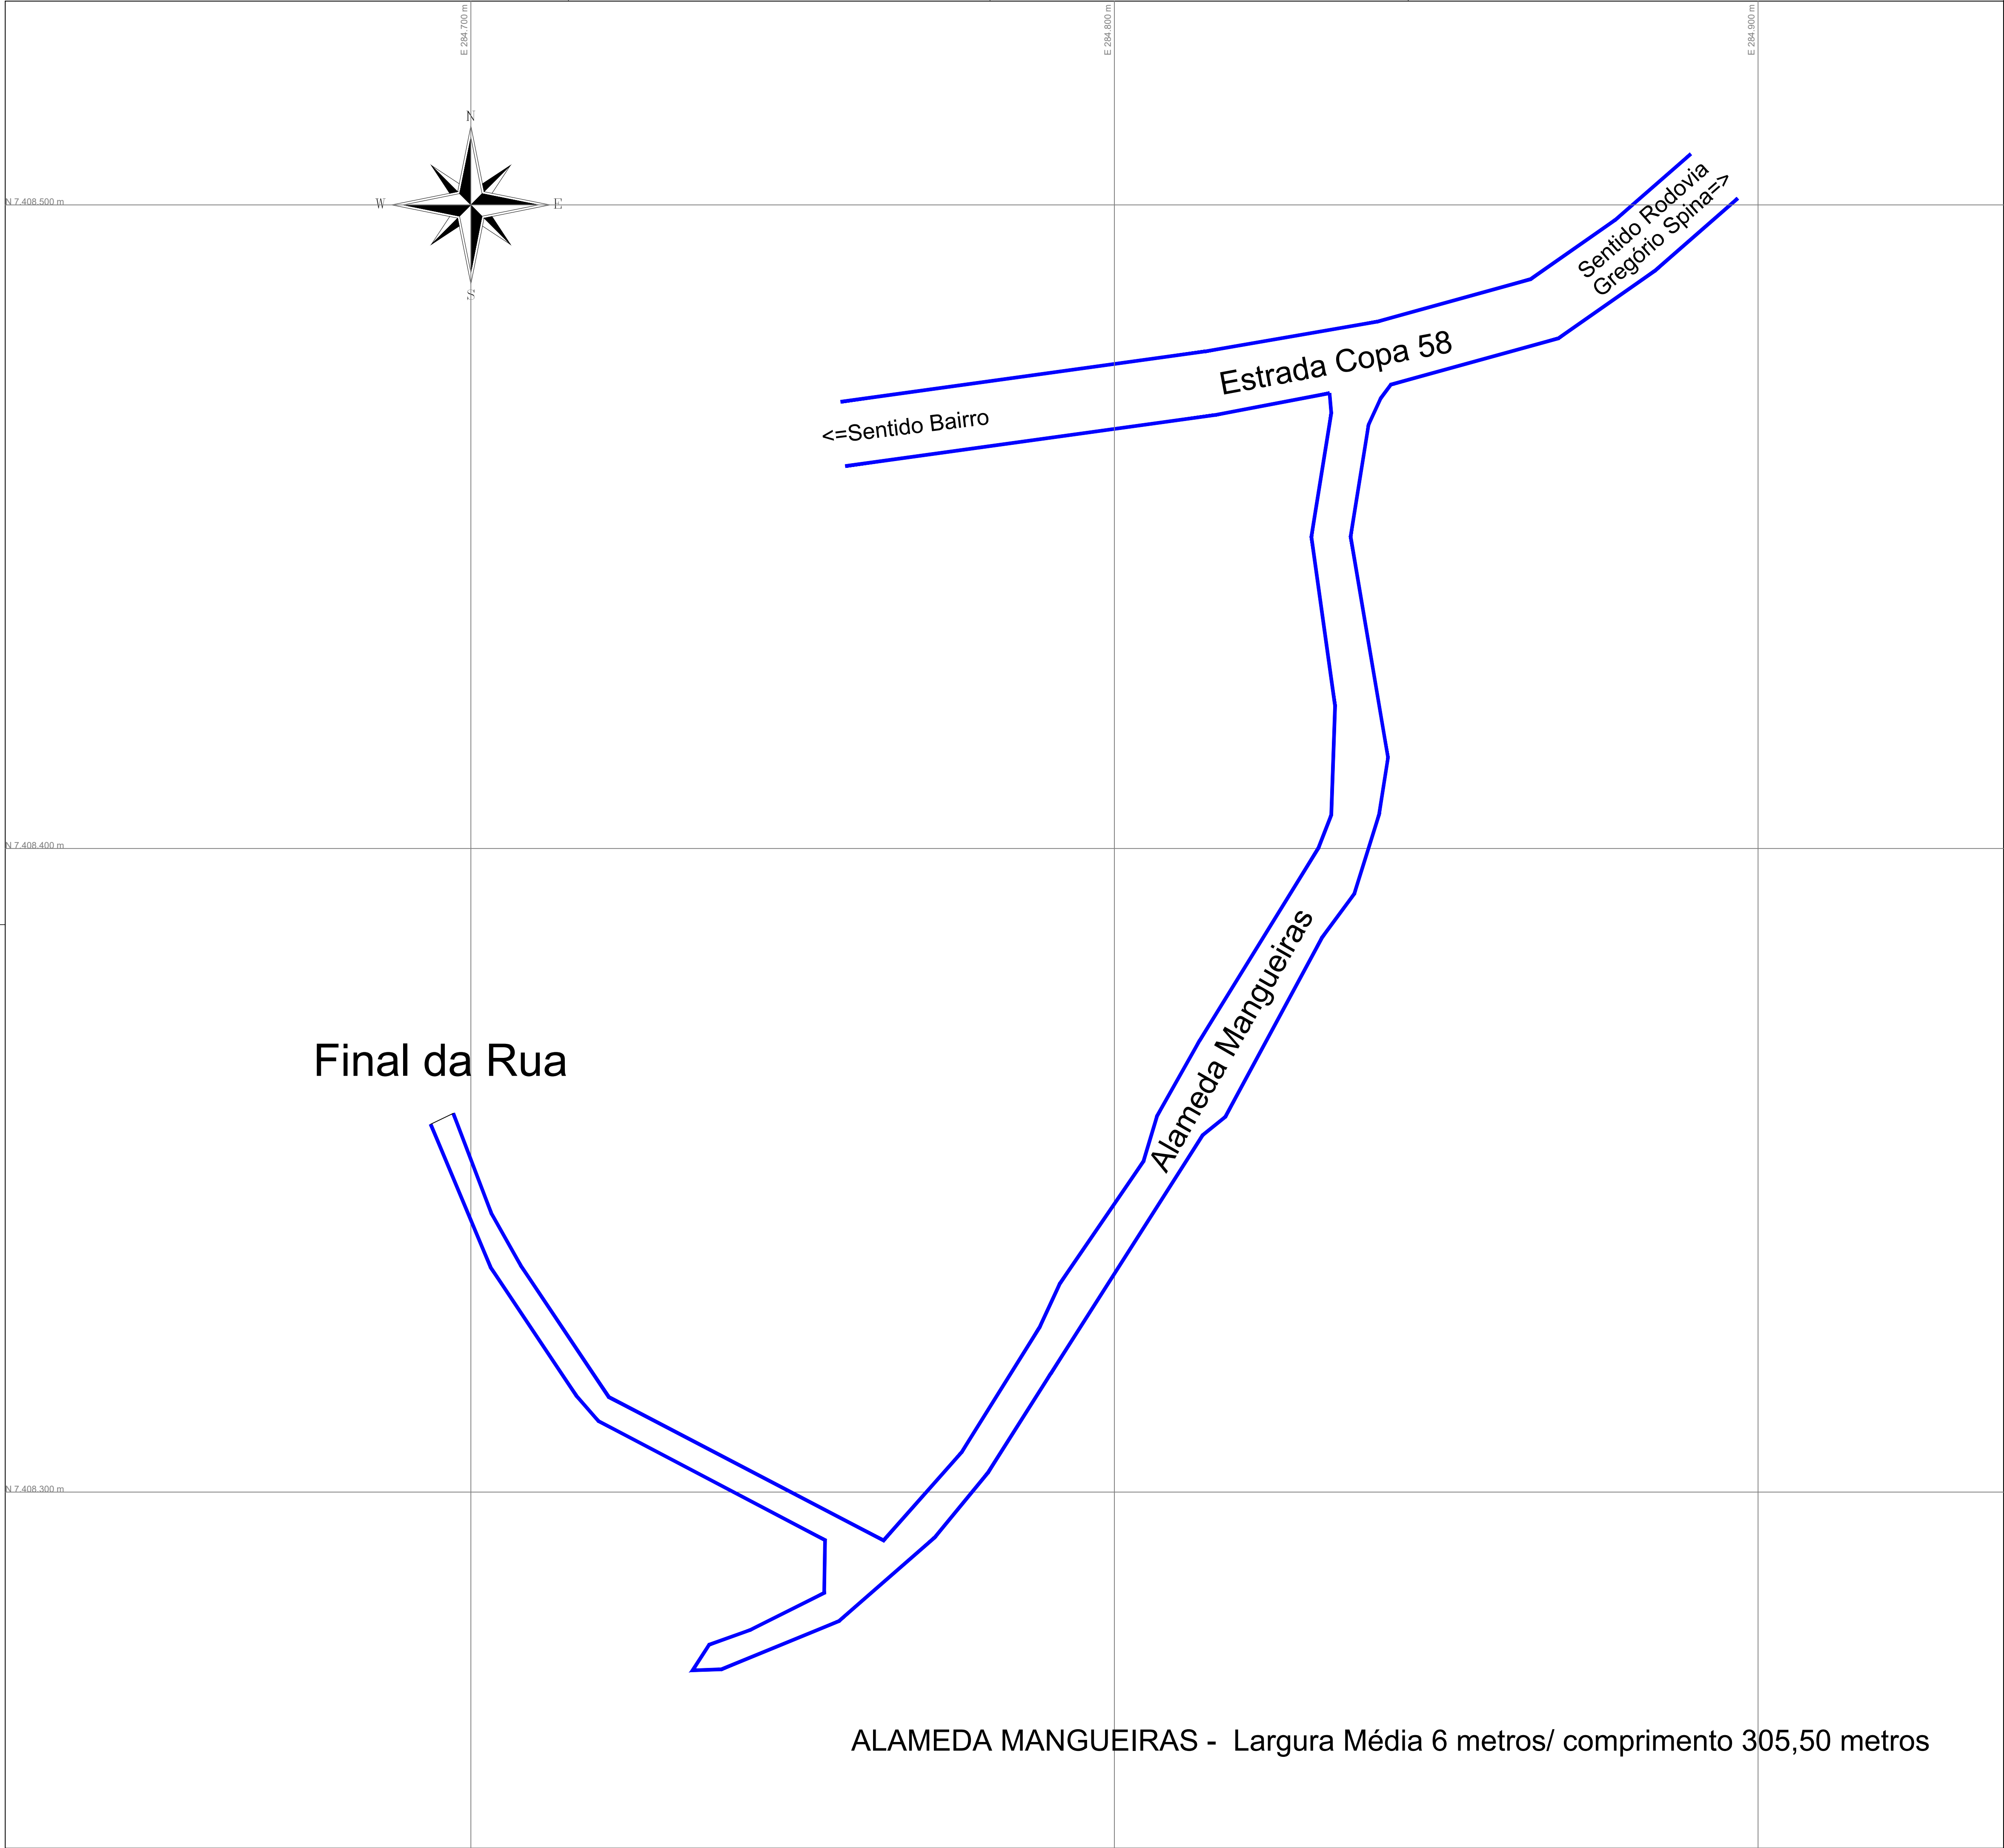 E 284.700 m
E 284.800 m
E 284.900 m
N
W
E
S
N 7.408.500 m
Sentido Rodovia
Gregório Spina=>
Estrada Copa 58
<=Sentido Bairro
N 7.408.400 m
Alameda Mangueiras
Final da Rua
N 7.408.300 m
ALAMEDA MANGUEIRAS - Largura Média 6 metros/ comprimento 305,50 metros